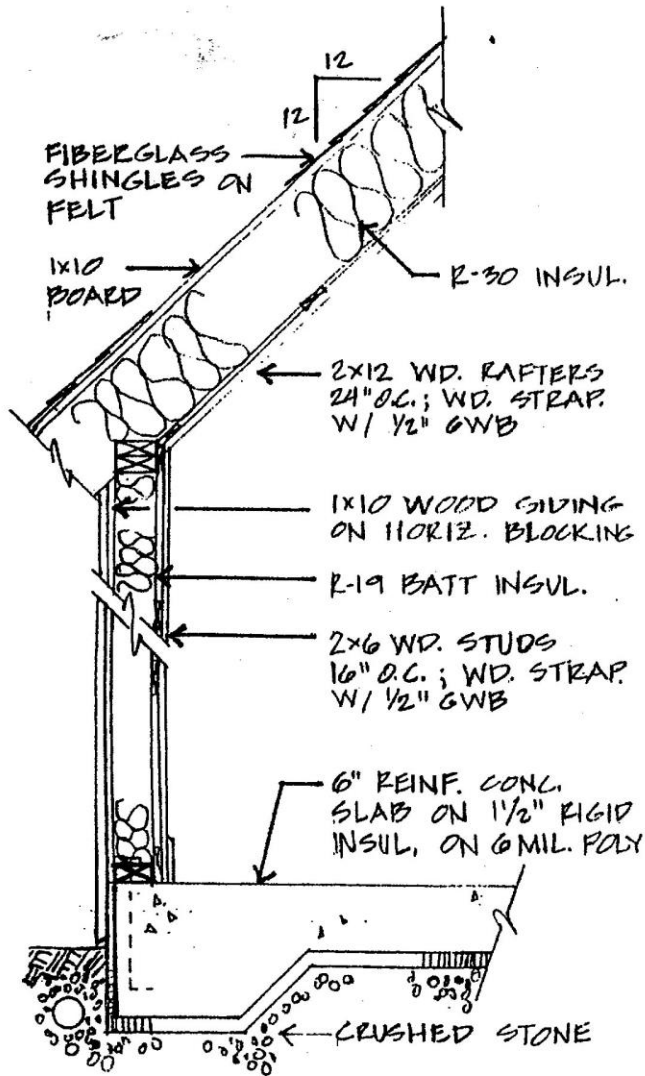 12
12
FIBERGLASS
SHINGLES ON
FELT
1x10
BOARD
R-30 INSUL.
2x12 WD. RAFTERS
24" O.C.; WD. STRAP.
W/ 1/2" GWB
1x10 WOOD SIDING
ON HORIZ. BLOCKING
R-19 BATT INSUL.
2x6 WD. STUDS
16" O.C.; WD. STRAP.
W/ 1/2" GWB
6" REINF. CONC.
SLAB ON 1 1/2" RIGID
INSUL. ON 6 MIL. POLY
CRUSHED STONE